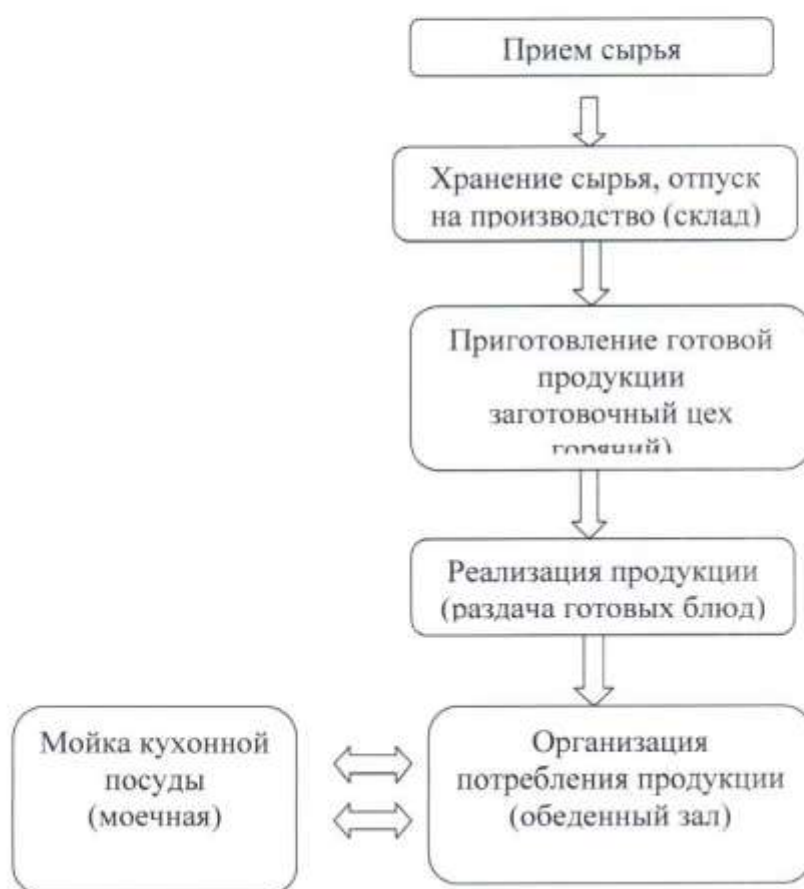 Прием сырья
Хранение сырья, отпуск
на производство (склад)
Приготовление готовой
продукции
заготовочный цех
горячий)
Реализация продукции
(раздача готовых блюд)
Мойка кухонной
посуды
(моечная)
Организация
потребления продукции
(обеденный зал)